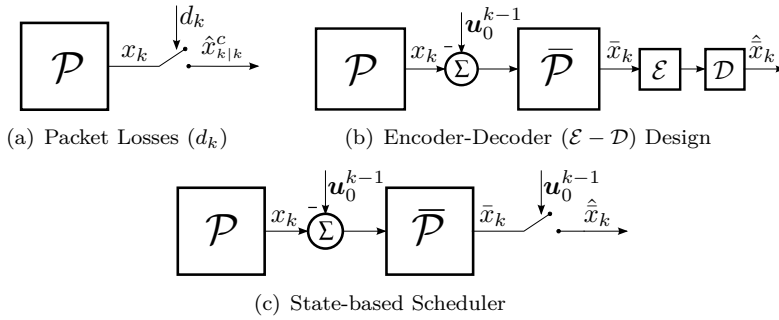 𝒫 x_k d_k x̂^c_{k|k}
(a) Packet Losses (d_k)
𝒫 x_k - u_0^{k-1} Σ 𝒫̅ x̄_k ℰ 𝒟 x̄̂_k
(b) Encoder-Decoder (ℰ − 𝒟) Design
𝒫 x_k - u_0^{k-1} Σ 𝒫̅ x̄_k u_0^{k-1} x̄̂_k
(c) State-based Scheduler